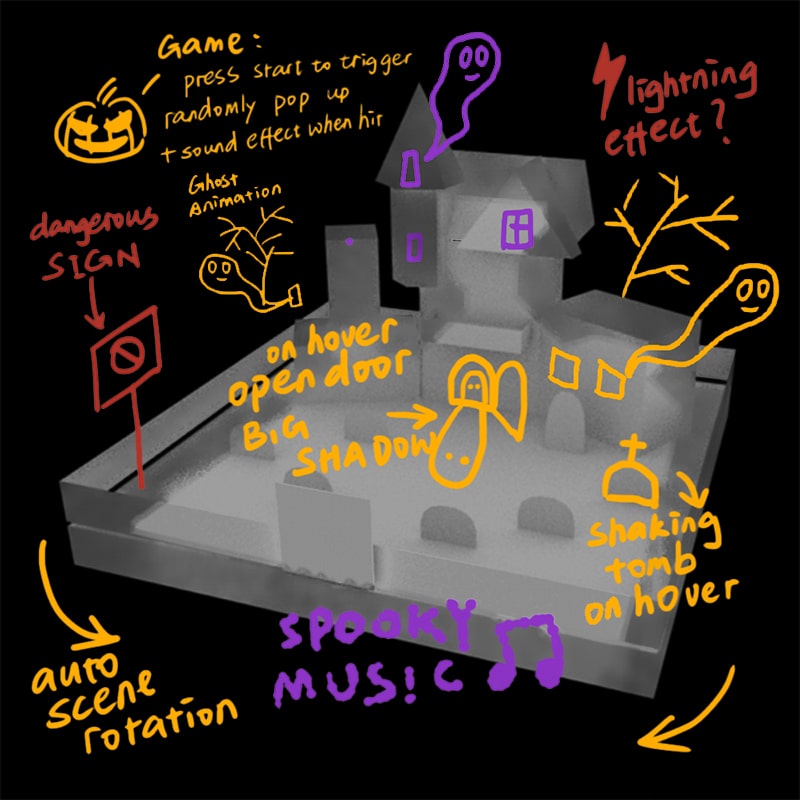 Game:
press start to trigger
randomly pop up
+ sound effect when hit
Ghost
Animation
lightning
effect?
dangerous
SIGN
on hover
open door
BIG
SHADOW
shaking
tomb
on hover
SPOOKY
MUSIC
auto
scene
rotation